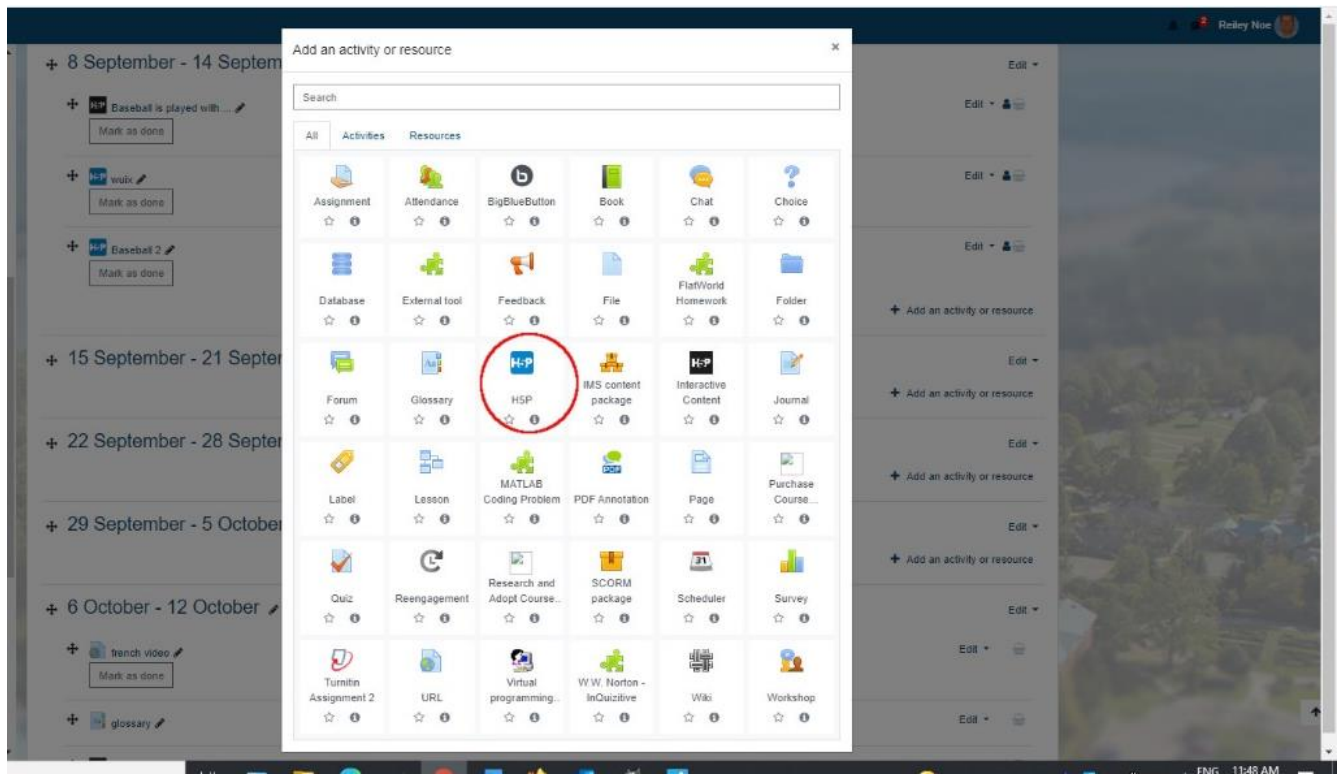 2
Reiley Noe
Add an activity or resource
×
Search
All Activities Resources
Assignment Attendance BigBlueButton Book Chat Choice
Database External tool Feedback File FlatWorld Homework Folder
Forum Glossary H5P IMS content package Interactive Content Journal
Label Lesson MATLAB Coding Problem PDF Annotation Page Purchase Course...
Quiz Reengagement Research and Adopt Course... SCORM package Scheduler Survey
Turnitin Assignment 2 URL Virtual programming... W.W. Norton - InQuizitive Wiki Workshop
8 September - 14 Septem
Edit
Baseball is played with ...
Edit
Mark as done
wuix
Edit
Mark as done
Baseball 2
Edit
Mark as done
+ Add an activity or resource
15 September - 21 Septer
Edit
+ Add an activity or resource
22 September - 28 Septer
Edit
+ Add an activity or resource
29 September - 5 October
Edit
+ Add an activity or resource
6 October - 12 October
Edit
french video
Edit
Mark as done
glossary
Edit
ENG 11:48 AM